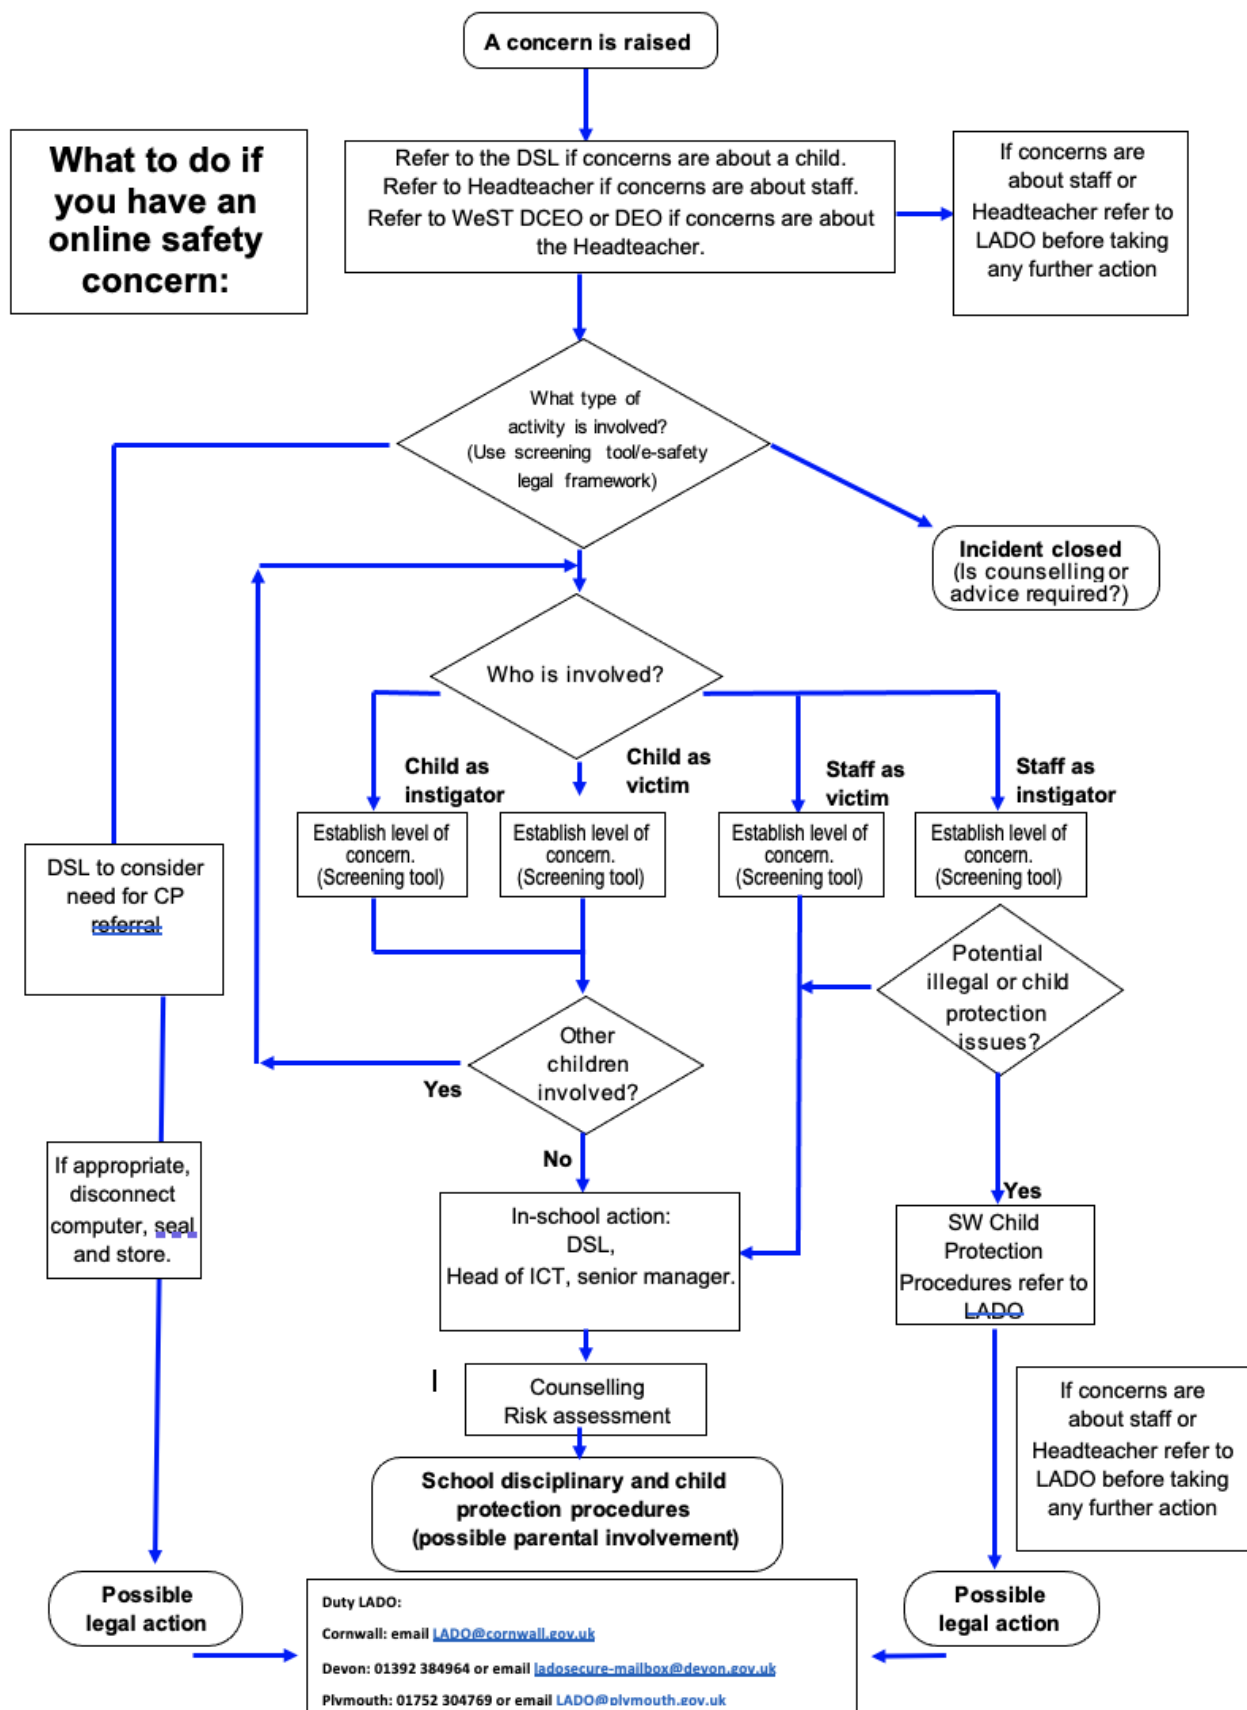 A concern is raised
What to do if
you have an
online safety
concern:
Refer to the DSL if concerns are about a child.
Refer to Headteacher if concerns are about staff.
Refer to WeST DCEO or DEO if concerns are about
the Headteacher.
If concerns are
about staff or
Headteacher refer to
LADO before taking
any further action
What type of
activity is involved?
(Use screening tool/e-safety
legal framework)
Incident closed
(Is counselling or
advice required?)
Who is involved?
Child as
instigator
Child as
victim
Staff as
victim
Staff as
instigator
Establish level of
concern.
(Screening tool)
Establish level of
concern.
(Screening tool)
Establish level of
concern.
(Screening tool)
Establish level of
concern.
(Screening tool)
DSL to consider
need for CP
referral
Potential
illegal or child
protection
issues?
Other
children
involved?
Yes
No
If appropriate,
disconnect
computer, seal
and store.
In-school action:
DSL,
Head of ICT, senior manager.
Yes
SW Child
Protection
Procedures refer to
LADO
Counselling
Risk assessment
If concerns are
about staff or
Headteacher refer to
LADO before taking
any further action
School disciplinary and child
protection procedures
(possible parental involvement)
Possible
legal action
Possible
legal action
Duty LADO:
Cornwall: email LADO@cornwall.gov.uk
Devon: 01392 384964 or email ladosecure-mailbox@devon.gov.uk
Plymouth: 01752 304769 or email LADO@plymouth.gov.uk